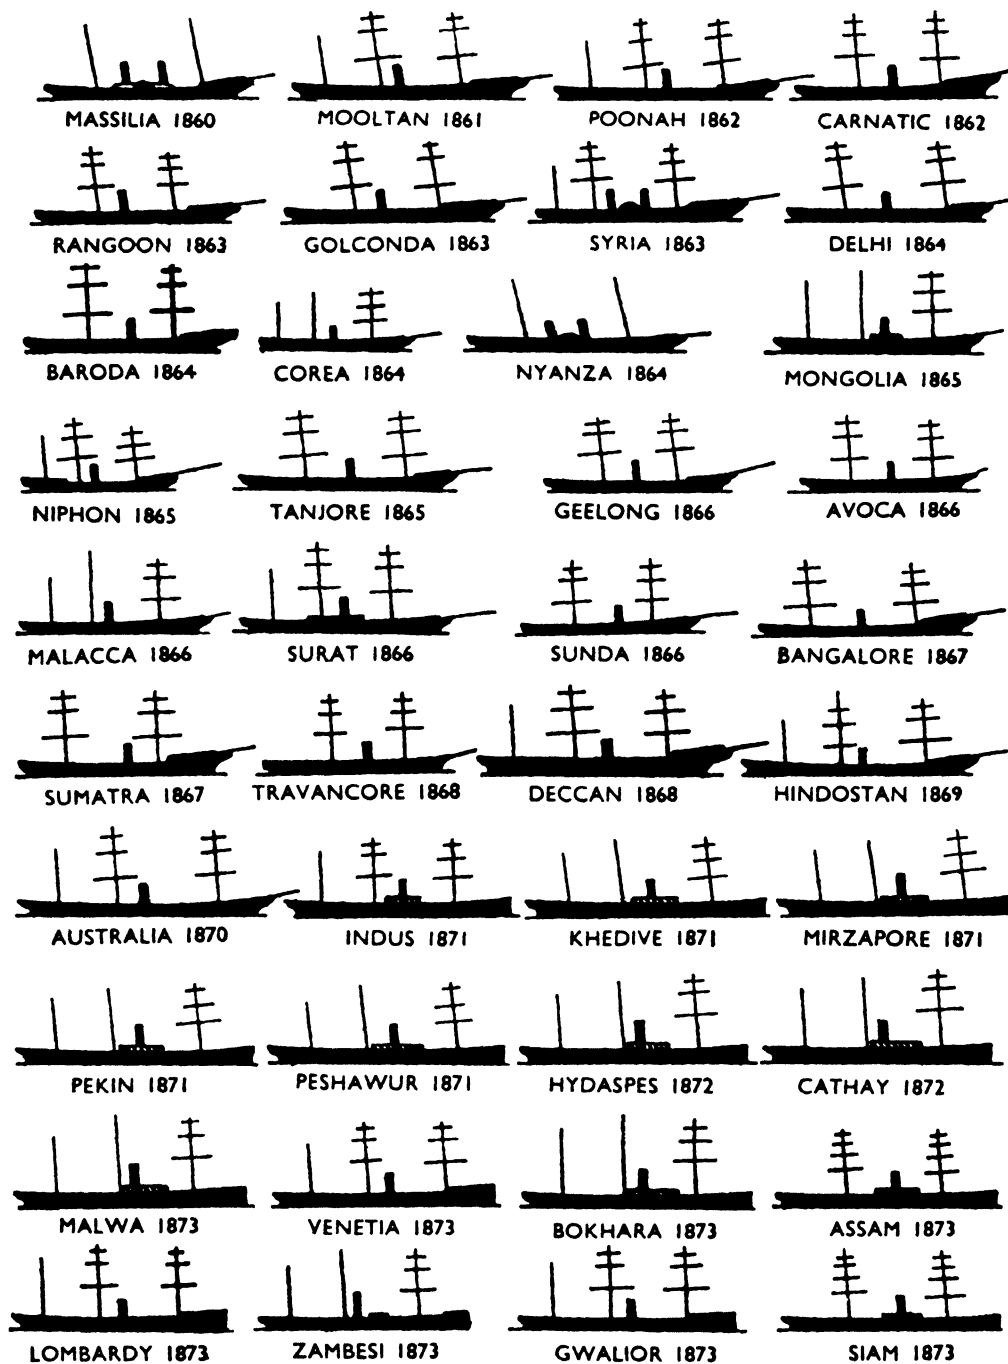 MASSILIA 1860
MOOLTAN 1861
POONAH 1862
CARNATIC 1862
RANGOON 1863
GOLCONDA 1863
SYRIA 1863
DELHI 1864
BARODA 1864
COREA 1864
NYANZA 1864
MONGOLIA 1865
NIPHON 1865
TANJORE 1865
GEELONG 1866
AVOCA 1866
MALACCA 1866
SURAT 1866
SUNDA 1866
BANGALORE 1867
SUMATRA 1867
TRAVANCORE 1868
DECCAN 1868
HINDOSTAN 1869
AUSTRALIA 1870
INDUS 1871
KHEDIVE 1871
MIRZAPORE 1871
PEKIN 1871
PESHAWUR 1871
HYDASPES 1872
CATHAY 1872
MALWA 1873
VENETIA 1873
BOKHARA 1873
ASSAM 1873
LOMBARDY 1873
ZAMBESI 1873
GWALIOR 1873
SIAM 1873